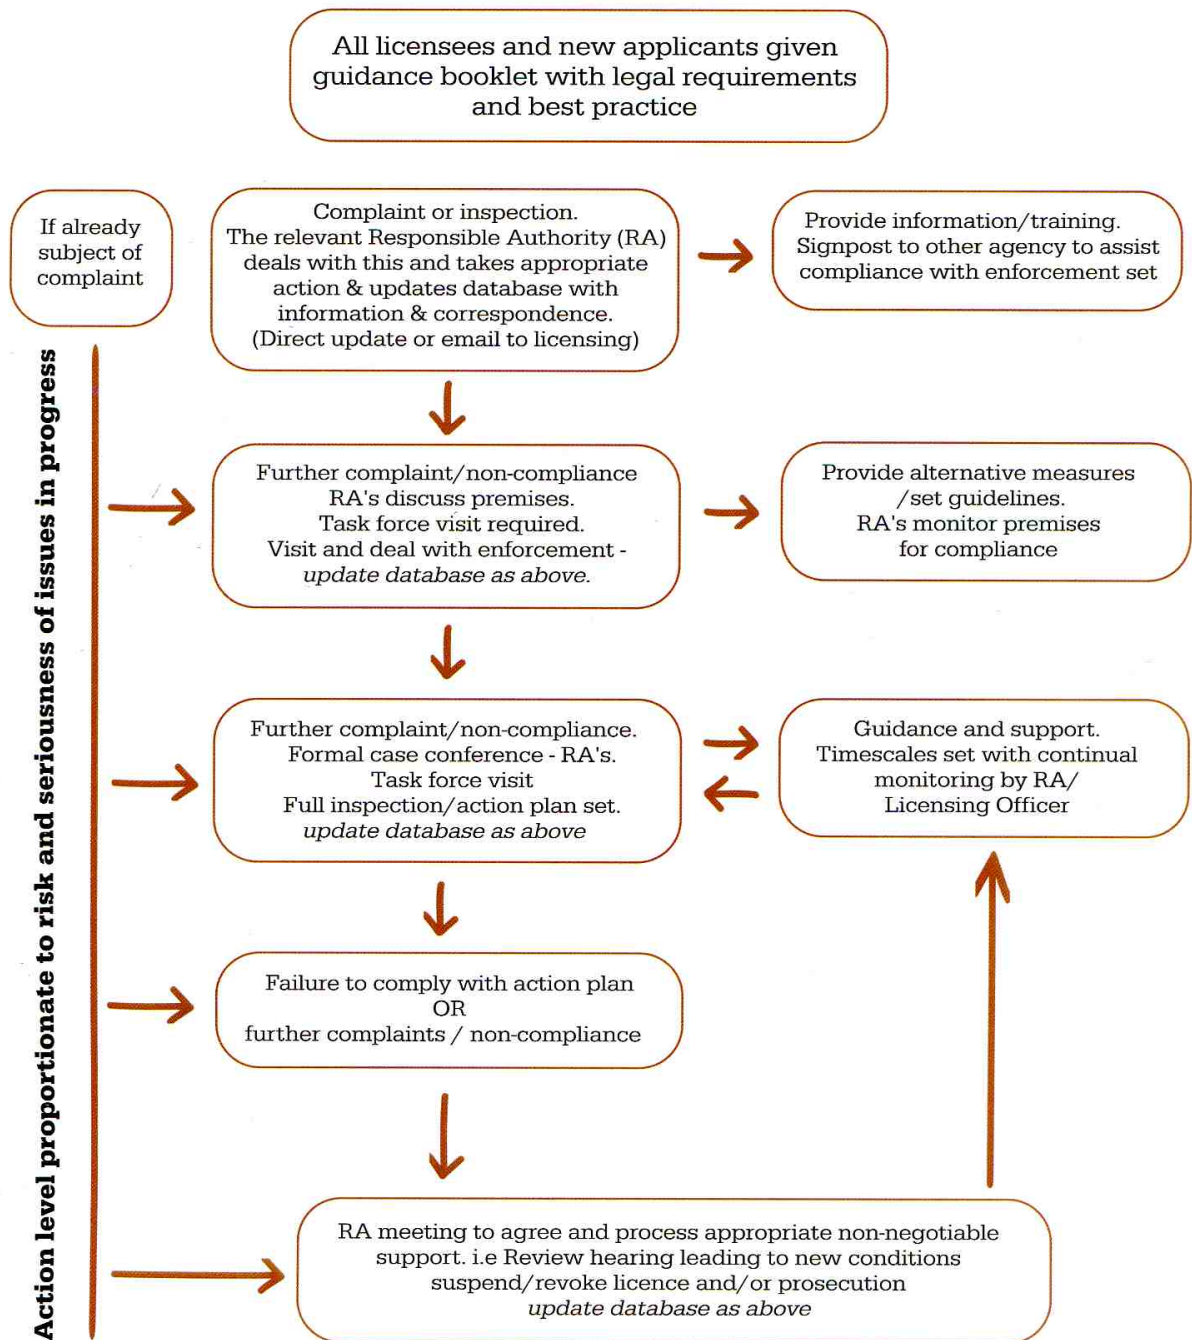 All licensees and new applicants given
guidance booklet with legal requirements
and best practice
If already
subject of
complaint
Complaint or inspection.
The relevant Responsible Authority (RA)
deals with this and takes appropriate
action & updates database with
information & correspondence.
(Direct update or email to licensing)
Provide information/training.
Signpost to other agency to assist
compliance with enforcement set
Action level proportionate to risk and seriousness of issues in progress
Further complaint/non-compliance
RA's discuss premises.
Task force visit required.
Visit and deal with enforcement -
update database as above.
Provide alternative measures
/set guidelines.
RA's monitor premises
for compliance
Further complaint/non-compliance.
Formal case conference - RA's.
Task force visit
Full inspection/action plan set.
update database as above
Guidance and support.
Timescales set with continual
monitoring by RA/
Licensing Officer
Failure to comply with action plan
OR
further complaints / non-compliance
RA meeting to agree and process appropriate non-negotiable
support. i.e Review hearing leading to new conditions
suspend/revoke licence and/or prosecution
update database as above